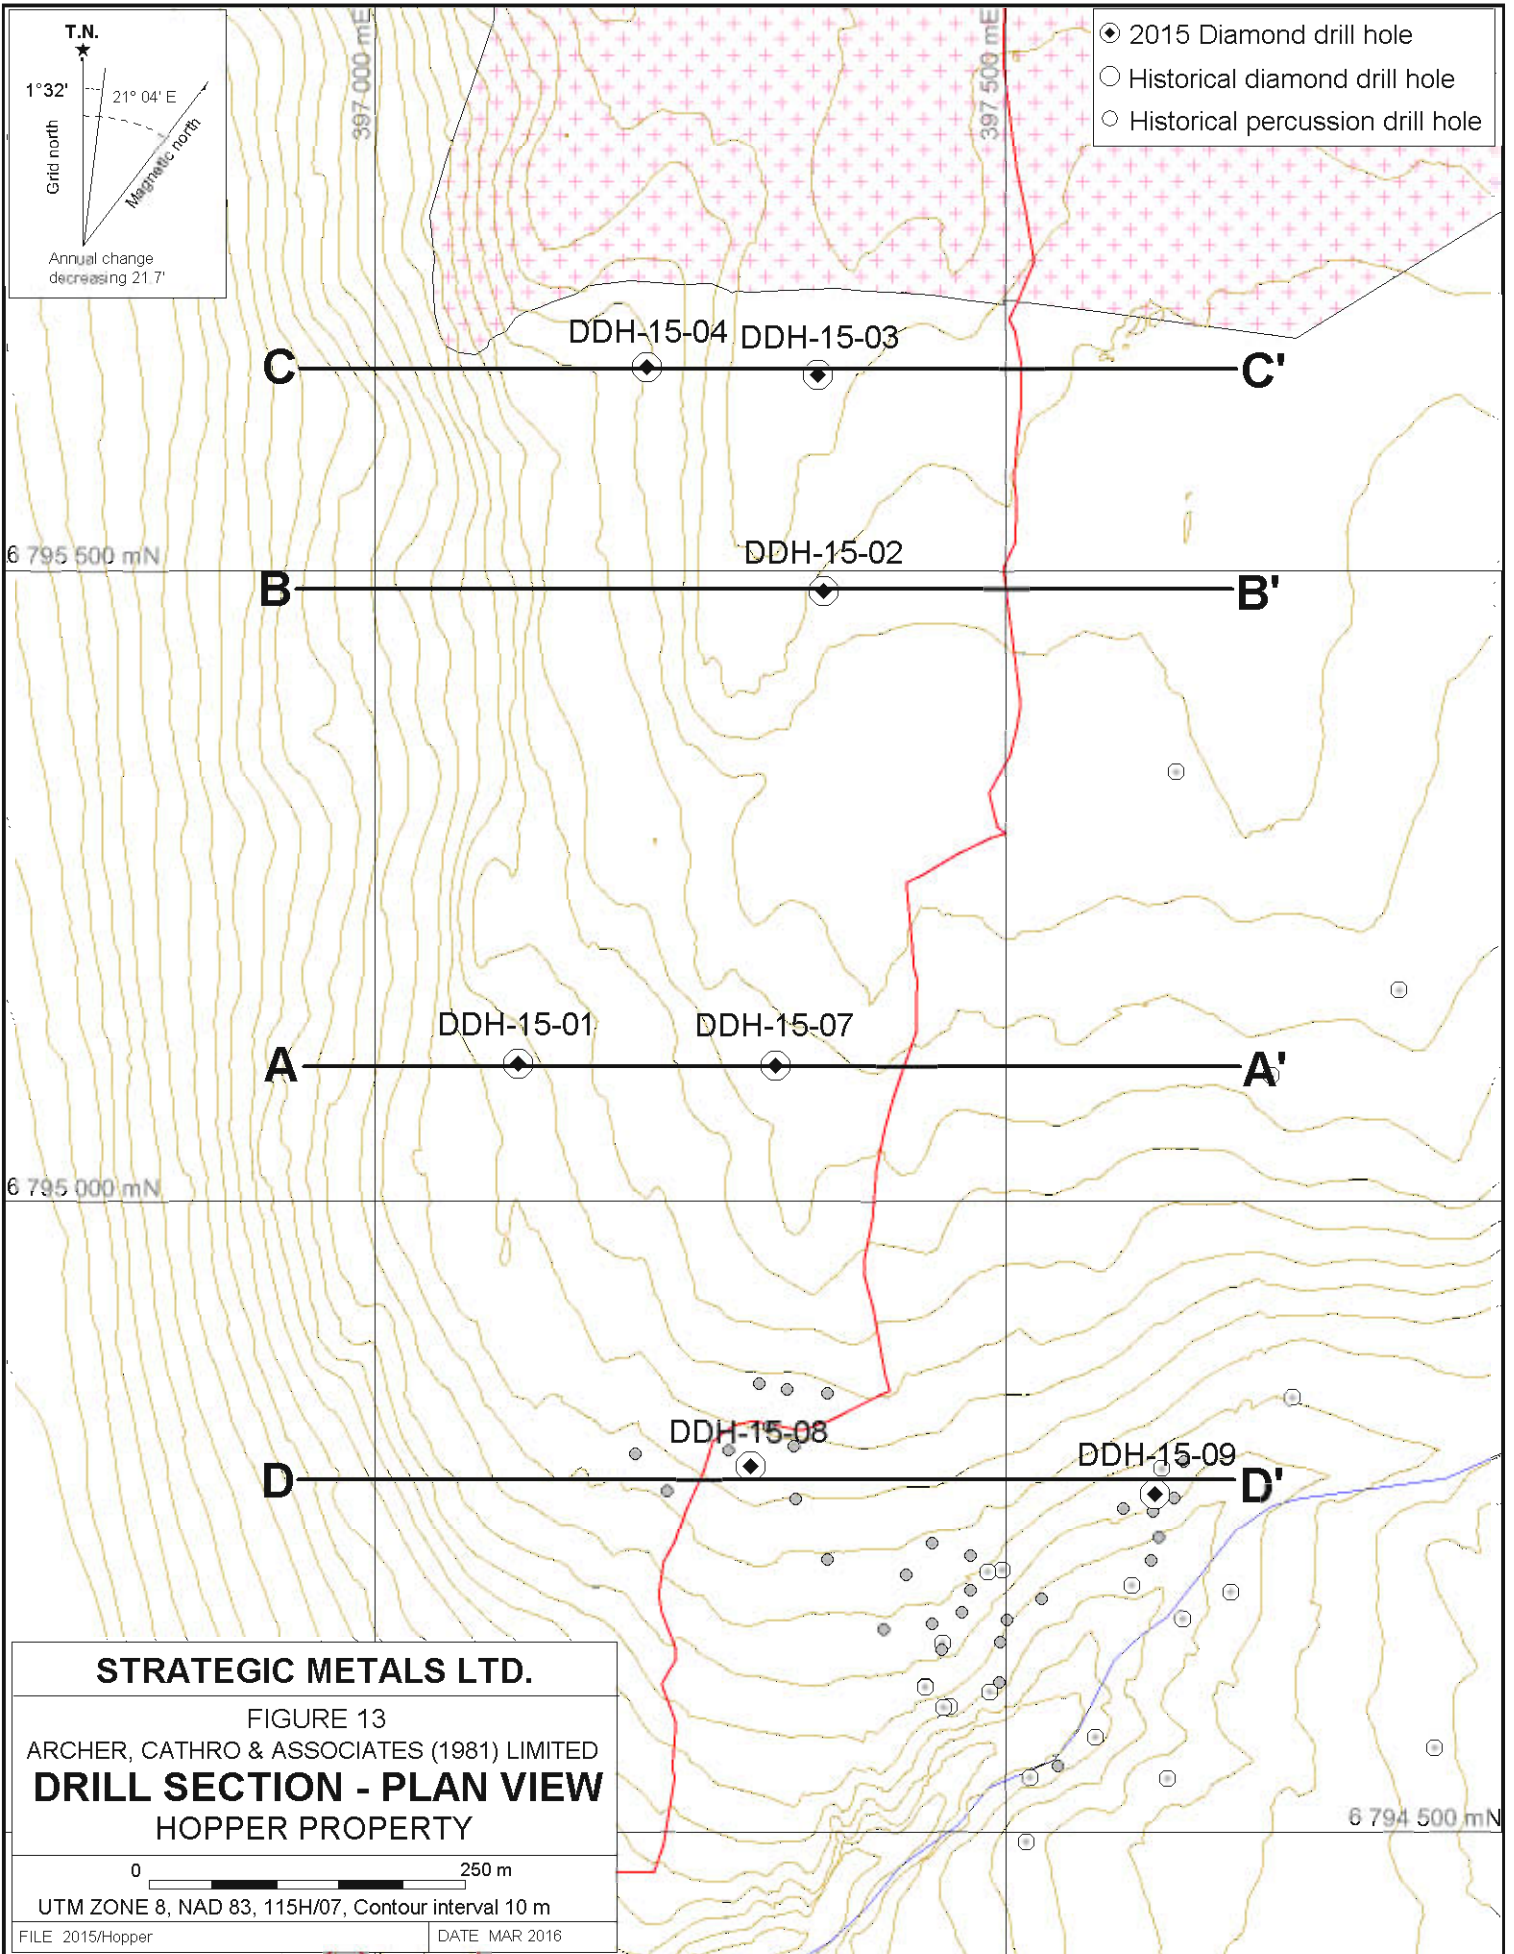 T.N.
1°32'
21° 04' E
Grid north
Magnetic north
Annual change
decreasing 21.7'
397 000 mE
397 500 mE
2015 Diamond drill hole
Historical diamond drill hole
Historical percussion drill hole
DDH-15-04
DDH-15-03
C
C'
6 795 500 mN
DDH-15-02
B
B'
DDH-15-01
DDH-15-07
A
A'
6 795 000 mN
DDH-15-08
DDH-15-09
D
D'
STRATEGIC METALS LTD.
FIGURE 13
ARCHER, CATHRO & ASSOCIATES (1981) LIMITED
DRILL SECTION - PLAN VIEW
HOPPER PROPERTY
0 250 m
UTM ZONE 8, NAD 83, 115H/07, Contour interval 10 m
FILE 2015/Hopper
DATE MAR 2016
6 794 500 mN